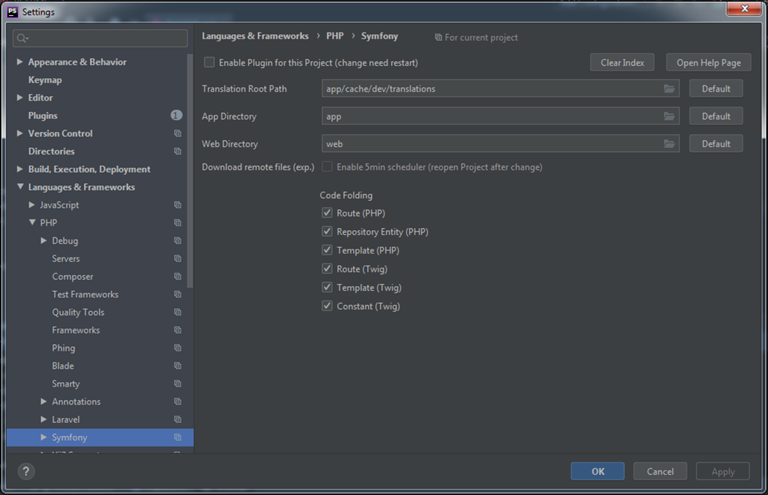 PS Settings
Languages & Frameworks › PHP › Symfony For current project
Enable Plugin for this Project (change need restart) Clear Index Open Help Page
Translation Root Path app/cache/dev/translations Default
App Directory app Default
Web Directory web Default
Download remote files (exp.) Enable 5min scheduler (reopen Project after change)
Code Folding
Route (PHP)
Repository Entity (PHP)
Template (PHP)
Route (Twig)
Template (Twig)
Constant (Twig)
Appearance & Behavior
Keymap
Editor
Plugins 1
Version Control
Directories
Build, Execution, Deployment
Languages & Frameworks
JavaScript
PHP
Debug
Servers
Composer
Test Frameworks
Quality Tools
Frameworks
Phing
Blade
Smarty
Annotations
Laravel
Symfony
? OK Cancel Apply